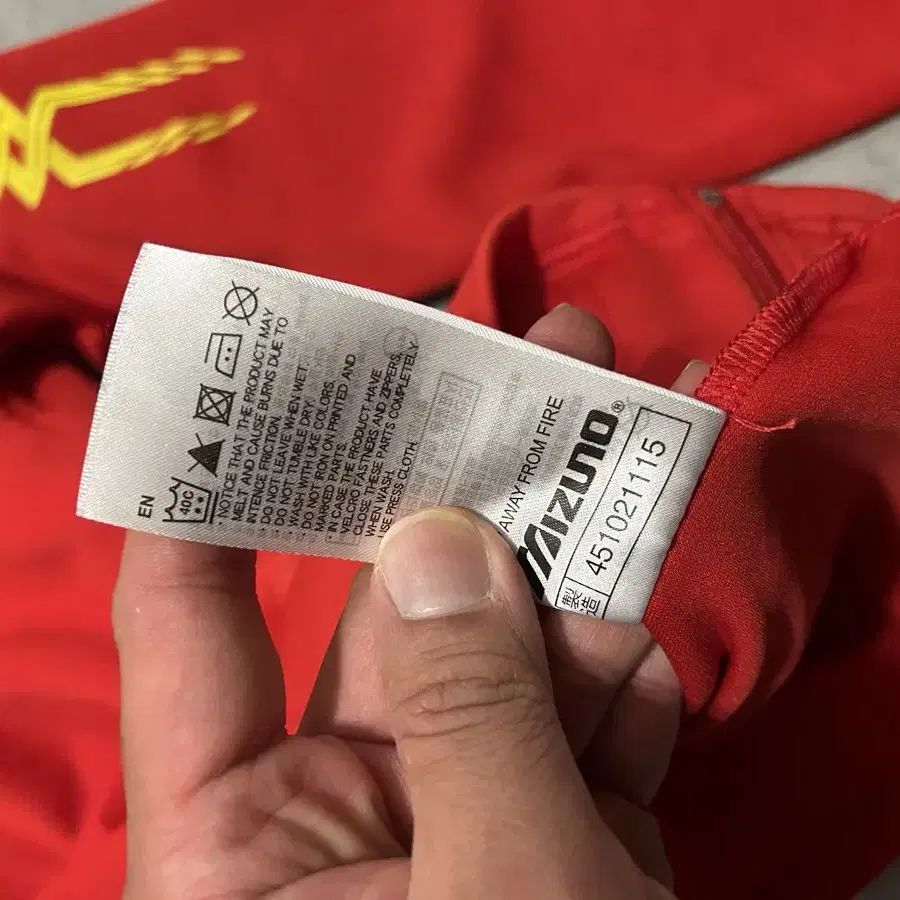 EN
40C
NOTICE THAT THE PRODUCT MAY
MELT AND CAUSE BURNS DUE TO
INTENCE FRICTION.
· DO NOT LEAVE WHEN WET.
· DO NOT TUMBLE DRY.
· WASH WITH LIKE COLORS.
· DO NOT IRON ON PRINTED AND
MARKED PARTS.
· IN CASE THE PRODUCT HAVE
VELCRO FASTNERS AND ZIPPERS,
CLOSE THESE PARTS COMPLETELY
WHEN WASH.
USE PRESS CLOTH.
AWAY FROM FIRE
MIZUNO®
製造
451021115